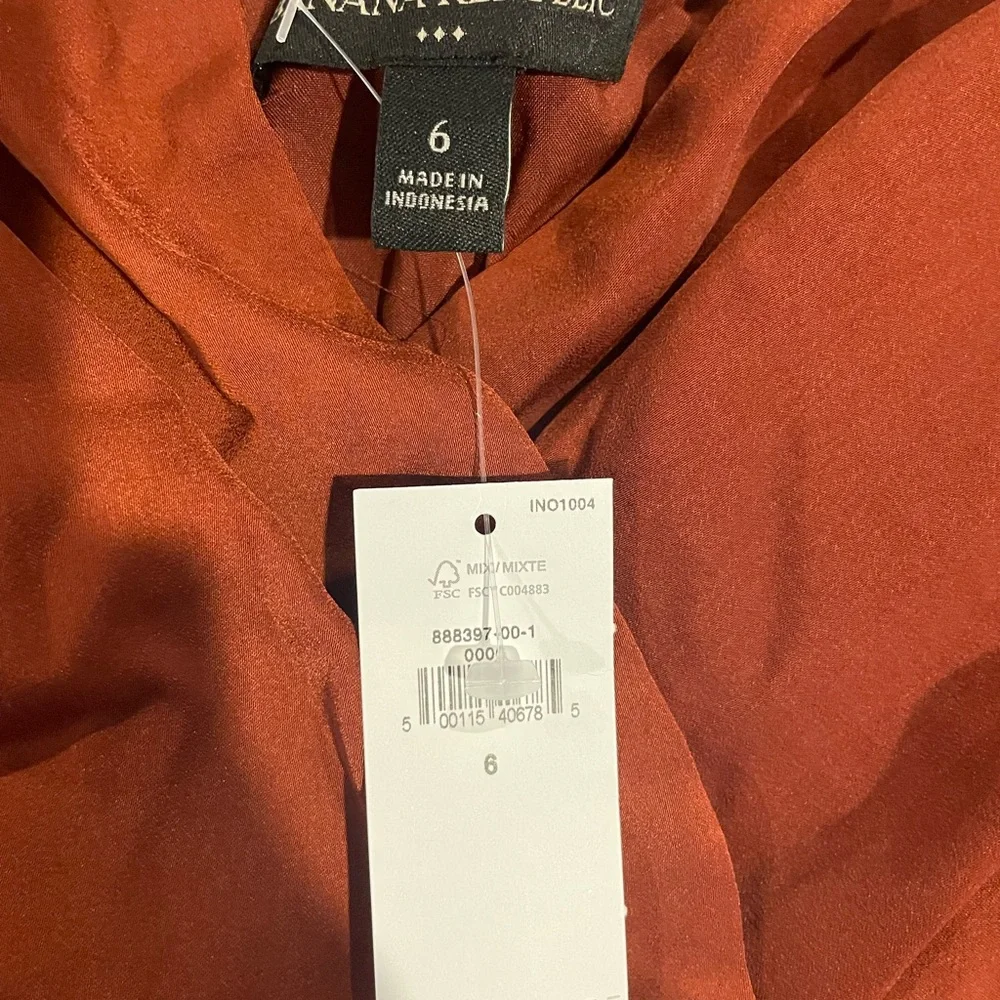 6
MADE IN
INDONESIA
INO1004
MIX/MIXTE
FSC FSC® C004883
888397-00-1
5 00115 40678 5
6